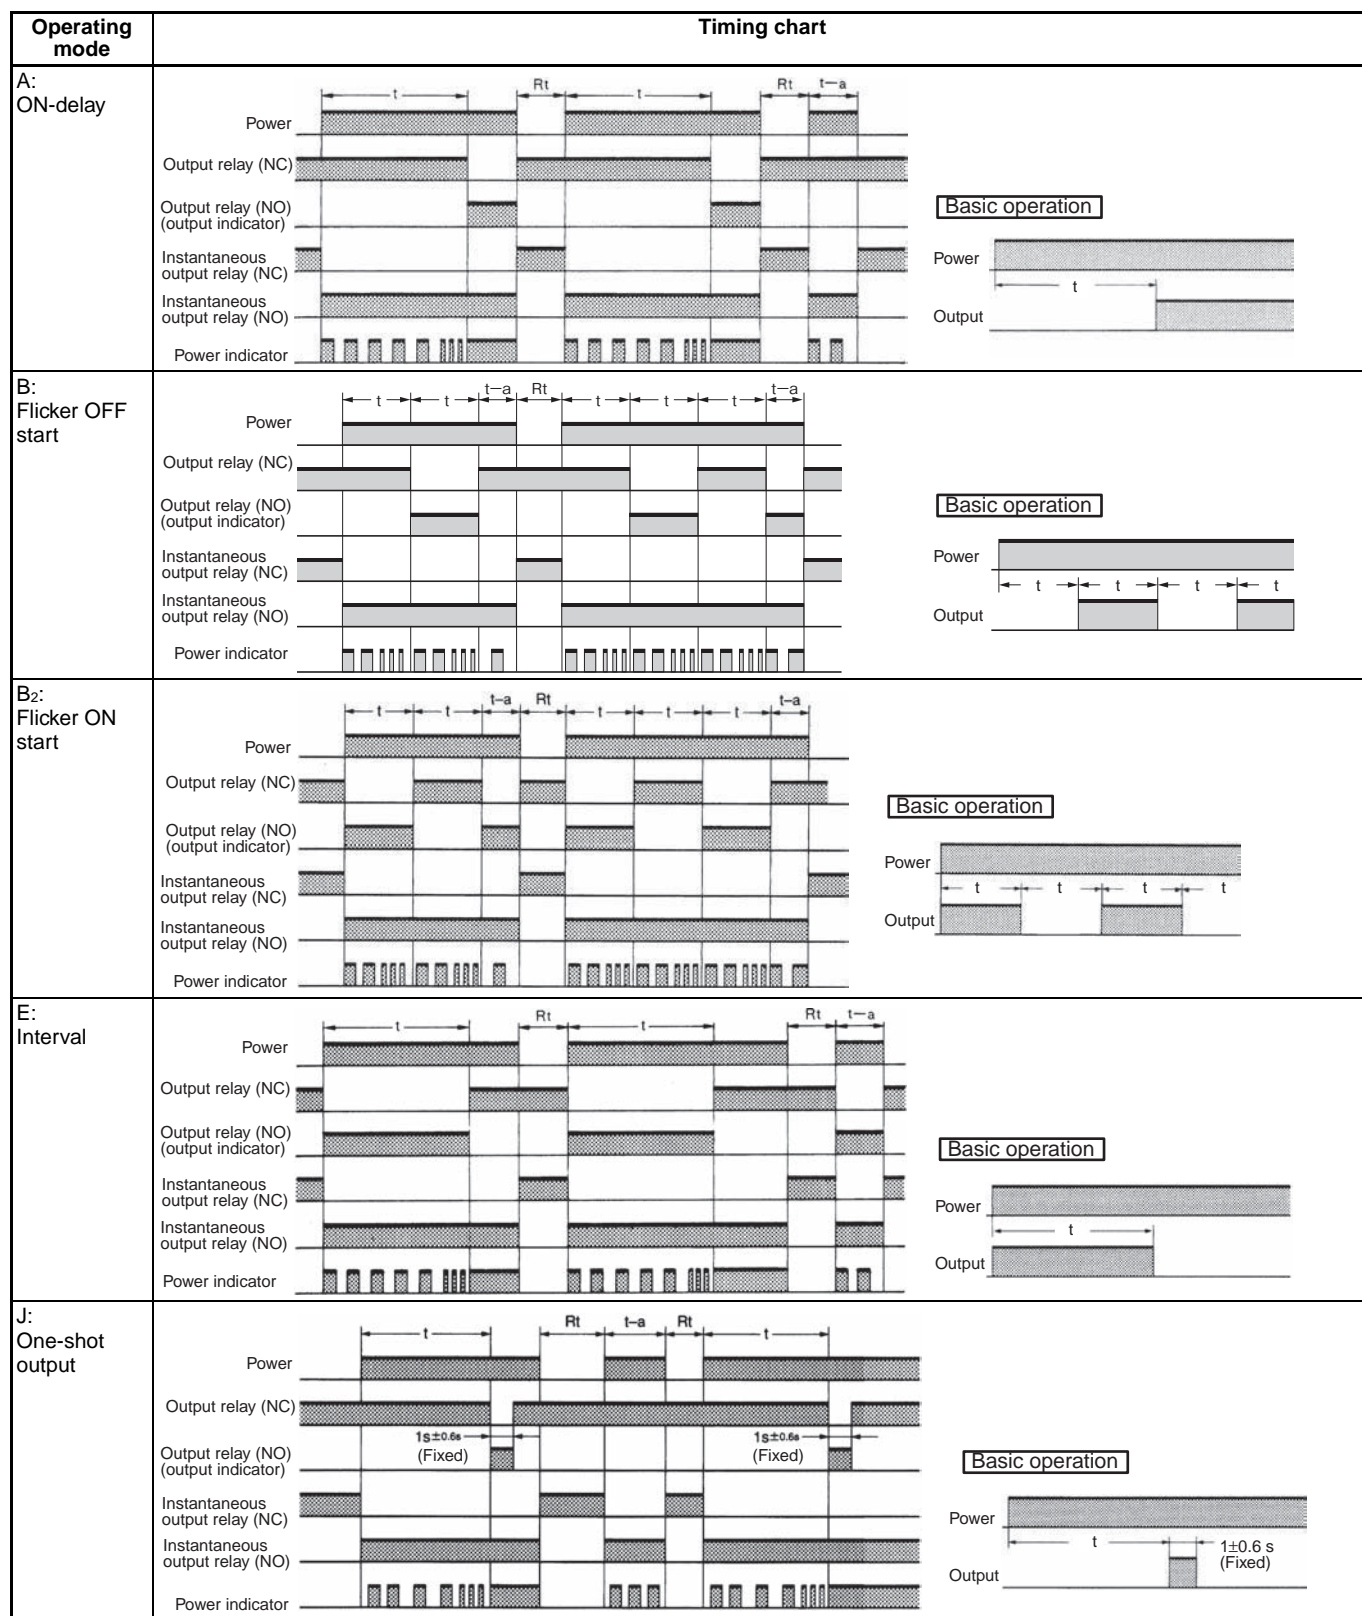 Operating
mode
Timing chart
A:
ON-delay
t
Rt
t
Rt
t–a
Power
Output relay (NC)
Output relay (NO)
(output indicator)
Instantaneous
output relay (NC)
Instantaneous
output relay (NO)
Power indicator
Basic operation
Power
t
Output
B:
Flicker OFF
start
t
t
t–a
Rt
t
t
t
t–a
Power
Output relay (NC)
Output relay (NO)
(output indicator)
Instantaneous
output relay (NC)
Instantaneous
output relay (NO)
Power indicator
Basic operation
Power
t
t
t
t
Output
B2:
Flicker ON
start
t
t
t–a
Rt
t
t
t
t–a
Power
Output relay (NC)
Output relay (NO)
(output indicator)
Instantaneous
output relay (NC)
Instantaneous
output relay (NO)
Power indicator
Basic operation
Power
t
t
t
t
Output
E:
Interval
t
Rt
t
Rt
t–a
Power
Output relay (NC)
Output relay (NO)
(output indicator)
Instantaneous
output relay (NC)
Instantaneous
output relay (NO)
Power indicator
Basic operation
Power
t
Output
J:
One-shot
output
t
Rt
t–a
Rt
t
Power
Output relay (NC)
1s±0.6s
(Fixed)
1s±0.6s
(Fixed)
Output relay (NO)
(output indicator)
Instantaneous
output relay (NC)
Instantaneous
output relay (NO)
Power indicator
Basic operation
Power
t
1±0.6 s
(Fixed)
Output